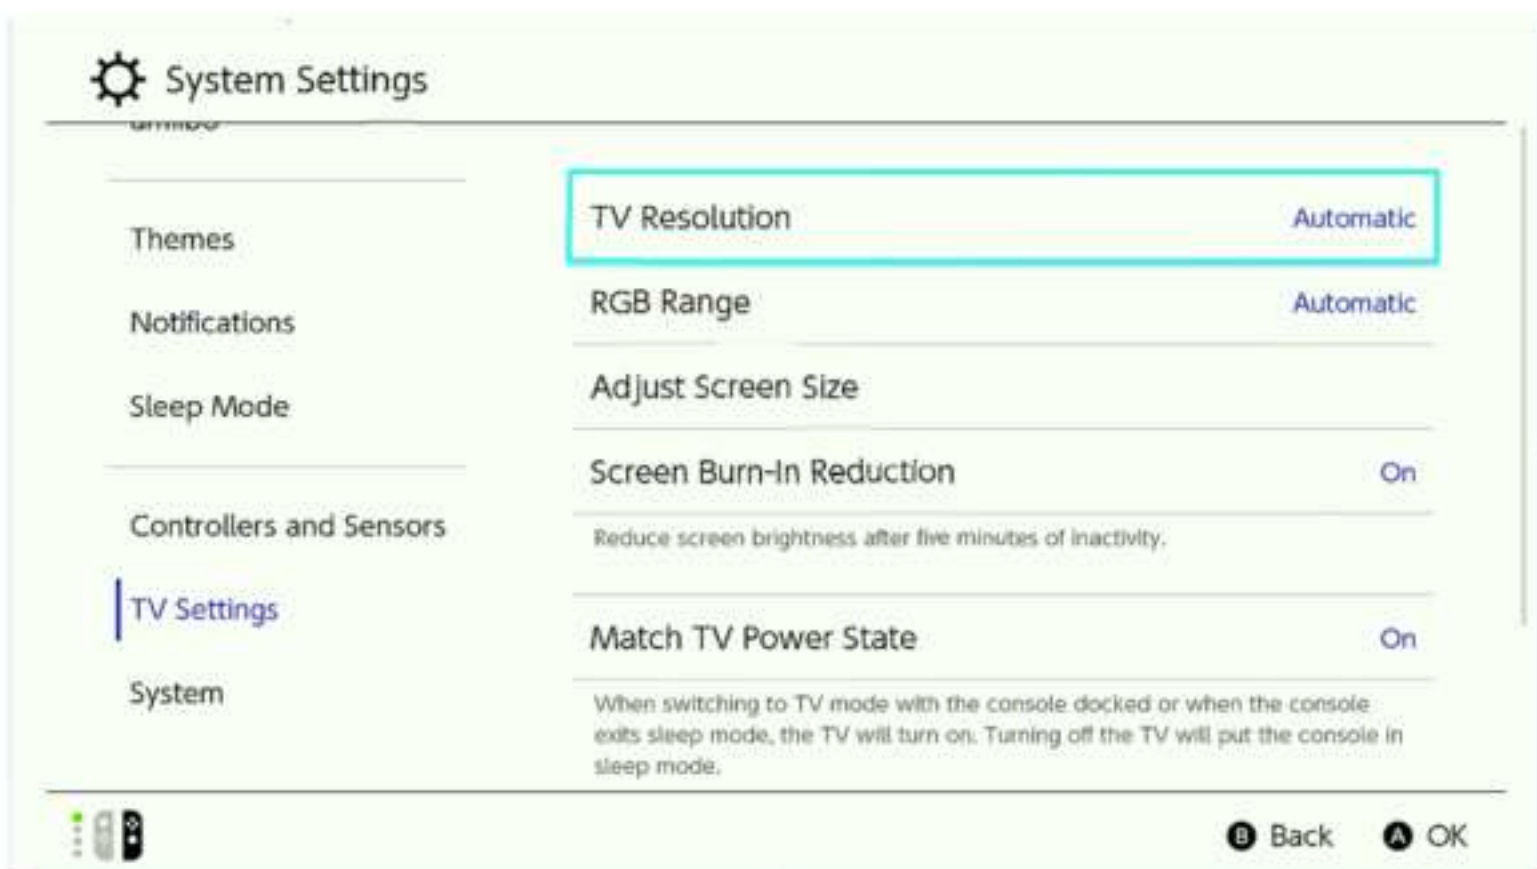 System Settings
amiibo
Themes
Notifications
Sleep Mode
Controllers and Sensors
TV Settings
System
TV Resolution Automatic
RGB Range Automatic
Adjust Screen Size
Screen Burn-In Reduction On
Reduce screen brightness after five minutes of inactivity.
Match TV Power State On
When switching to TV mode with the console docked or when the console
exits sleep mode, the TV will turn on. Turning off the TV will put the console in
sleep mode.
B Back A OK